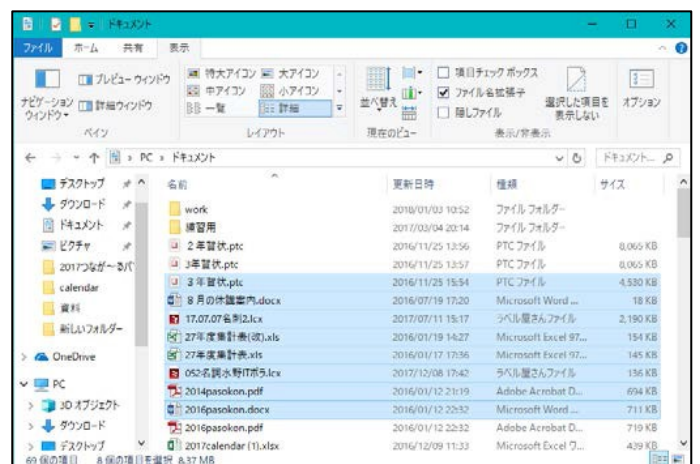 ドキュメント
ファイル ホーム 共有 表示
プレビュー ウィンドウ 特大アイコン 大アイコン 項目チェック ボックス
中アイコン 小アイコン ファイル名拡張子
ナビゲーション ウィンドウ 詳細ウィンドウ 一覧 詳細 並べ替え 隠しファイル 選択した項目を表示しない オプション
ペイン レイアウト 現在のビュー 表示/非表示
PC ドキュメント ドキュメント...
デスクトップ 名前 更新日時 種類 サイズ
ダウンロード work 2018/01/03 10:52 ファイル フォルダー
ドキュメント 練習用 2017/03/04 20:14 ファイル フォルダー
ピクチャ 2年賀状.ptc 2016/11/25 13:56 PTC ファイル 8,065 KB
2017つなが~るパ 3年賀状.ptc 2016/11/25 13:57 PTC ファイル 8,065 KB
calendar 3年賀状.ptc 2016/11/25 15:54 PTC ファイル 4,530 KB
資料 8月の休講案内.docx 2016/07/19 17:20 Microsoft Word ... 18 KB
新しいフォルダー 17.07.07名刺2.lcx 2017/07/11 15:17 ラベル屋さんファイル 2,190 KB
27年度集計表(改).xls 2016/01/19 14:27 Microsoft Excel 97... 154 KB
OneDrive 27年度集計表.xls 2016/01/17 17:36 Microsoft Excel 97... 145 KB
PC 052名詞水野ITボラ.lcx 2017/12/08 17:42 ラベル屋さんファイル 136 KB
3D オブジェクト 2014pasokon.pdf 2016/01/12 21:19 Adobe Acrobat D... 694 KB
ダウンロード 2016pasokon.docx 2016/01/12 22:32 Microsoft Word ... 711 KB
2016pasokon.pdf 2016/01/12 22:32 Adobe Acrobat D... 719 KB
デスクトップ 2017calendar (1).xlsx 2016/12/09 11:33 Microsoft Excel ワ... 439 KB
69 個の項目 8 個の項目を選択 8.37 MB